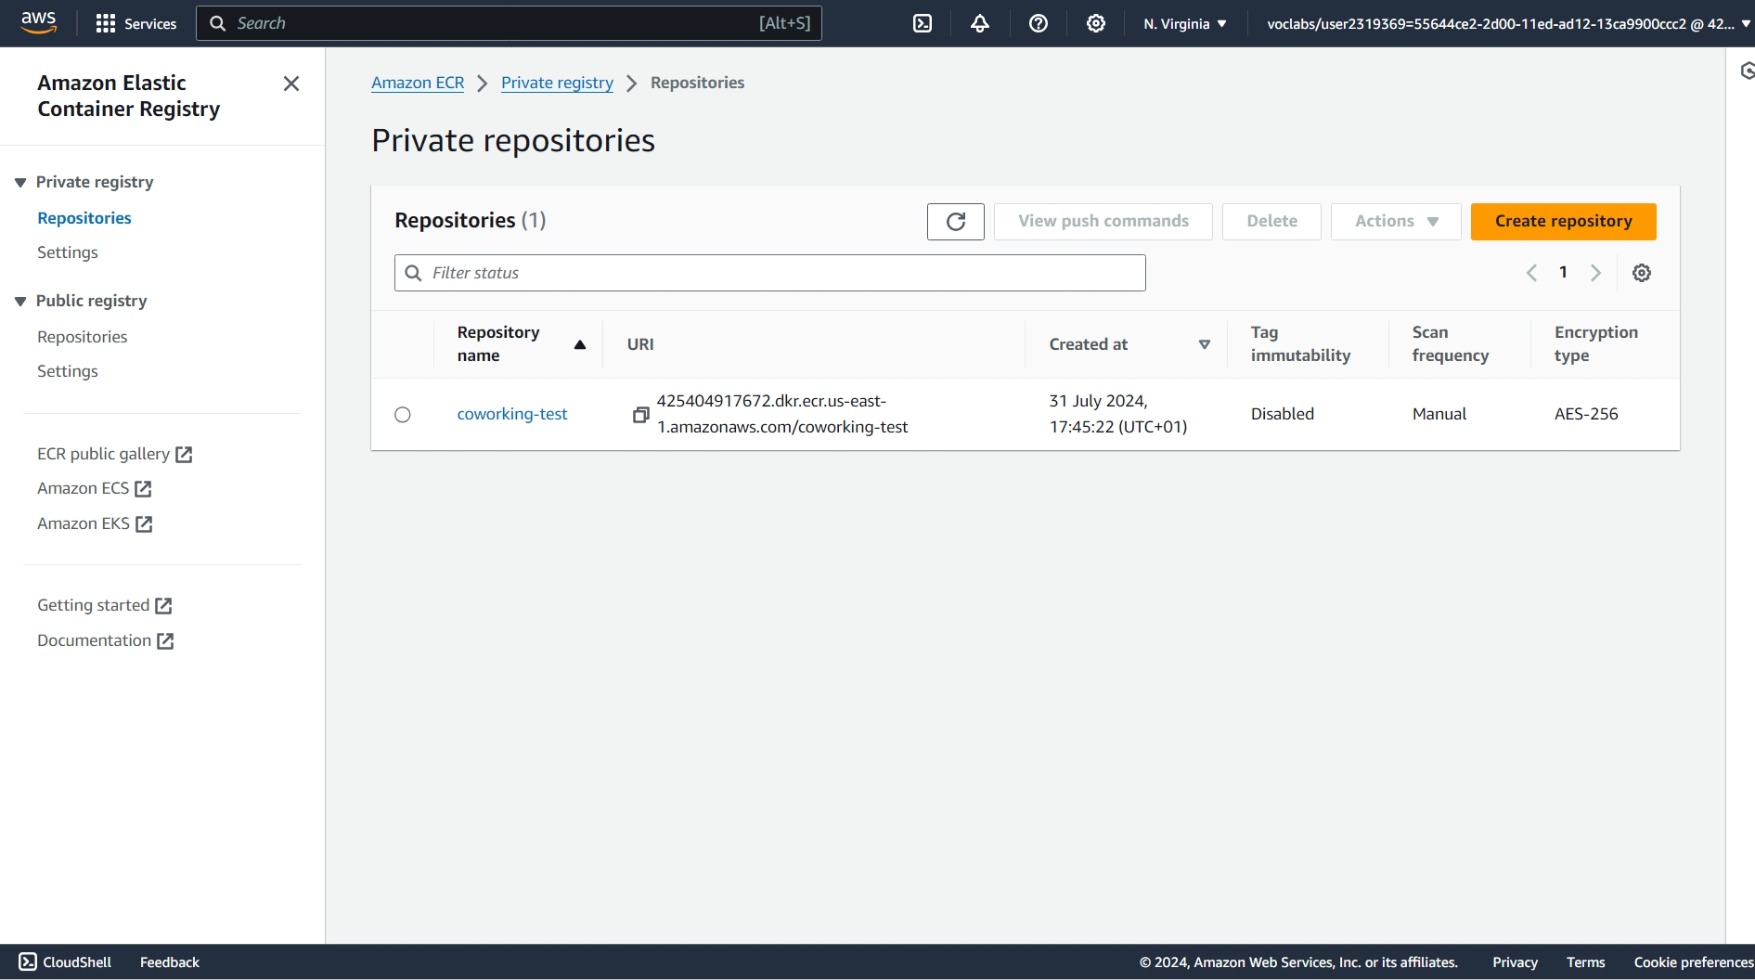 aws
Services
Search
[Alt+S]
N. Virginia
voclabs/user2319369=55644ce2-2d00-11ed-ad12-13ca9900ccc2 @ 42...
Amazon Elastic
Container Registry
Private registry
Repositories
Settings
Public registry
Repositories
Settings
ECR public gallery
Amazon ECS
Amazon EKS
Getting started
Documentation
Amazon ECR
Private registry
Repositories
Private repositories
Repositories (1)
View push commands
Delete
Actions
Create repository
Filter status
1
Repository
name
URI
Created at
Tag
immutability
Scan
frequency
Encryption
type
coworking-test
425404917672.dkr.ecr.us-east-
1.amazonaws.com/coworking-test
31 July 2024,
17:45:22 (UTC+01)
Disabled
Manual
AES-256
CloudShell
Feedback
© 2024, Amazon Web Services, Inc. or its affiliates.
Privacy
Terms
Cookie preferences